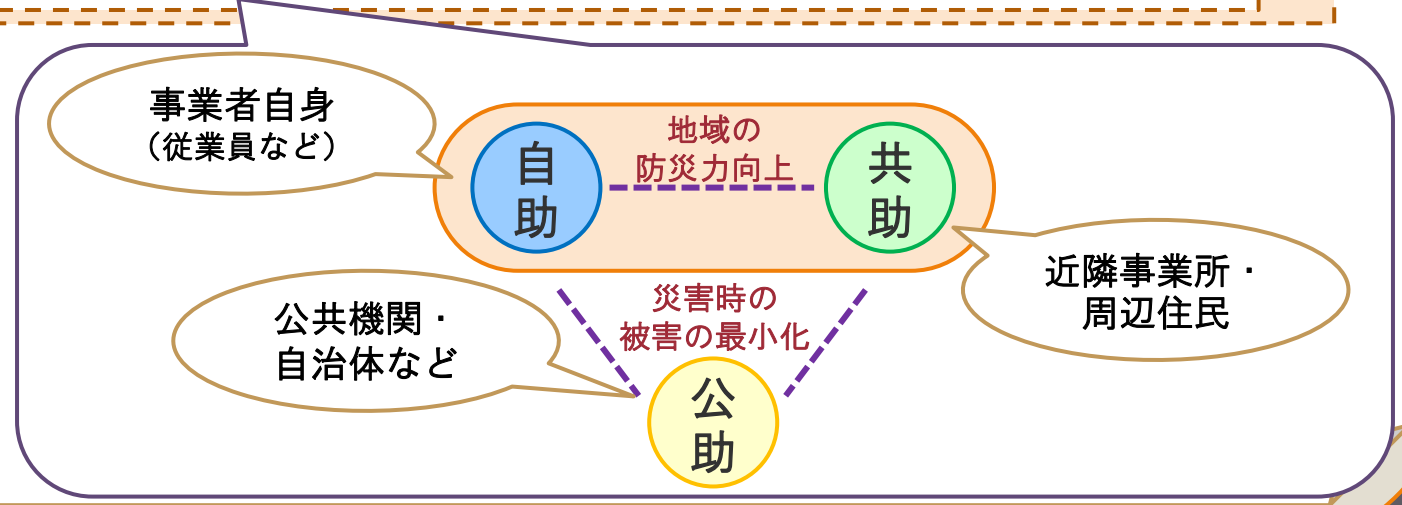 事業者自身
（従業員など）
地域の
防災力向上
自
助
共
助
近隣事業所・
周辺住民
災害時の
被害の最小化
公共機関・
自治体など
公
助